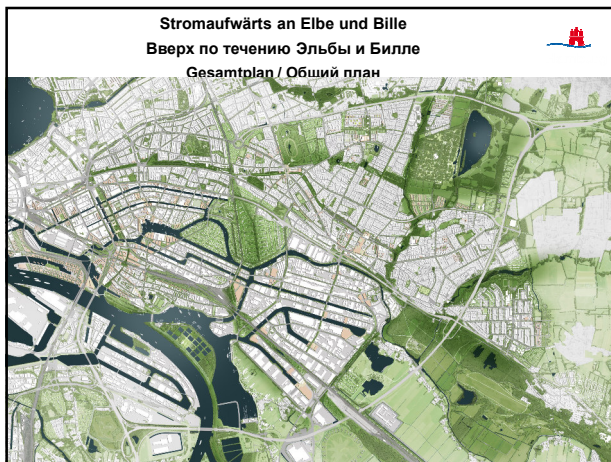 Stromaufwärts an Elbe und Bille
Вверх по течению Эльбы и Билле
Gesamtplan / Общий план